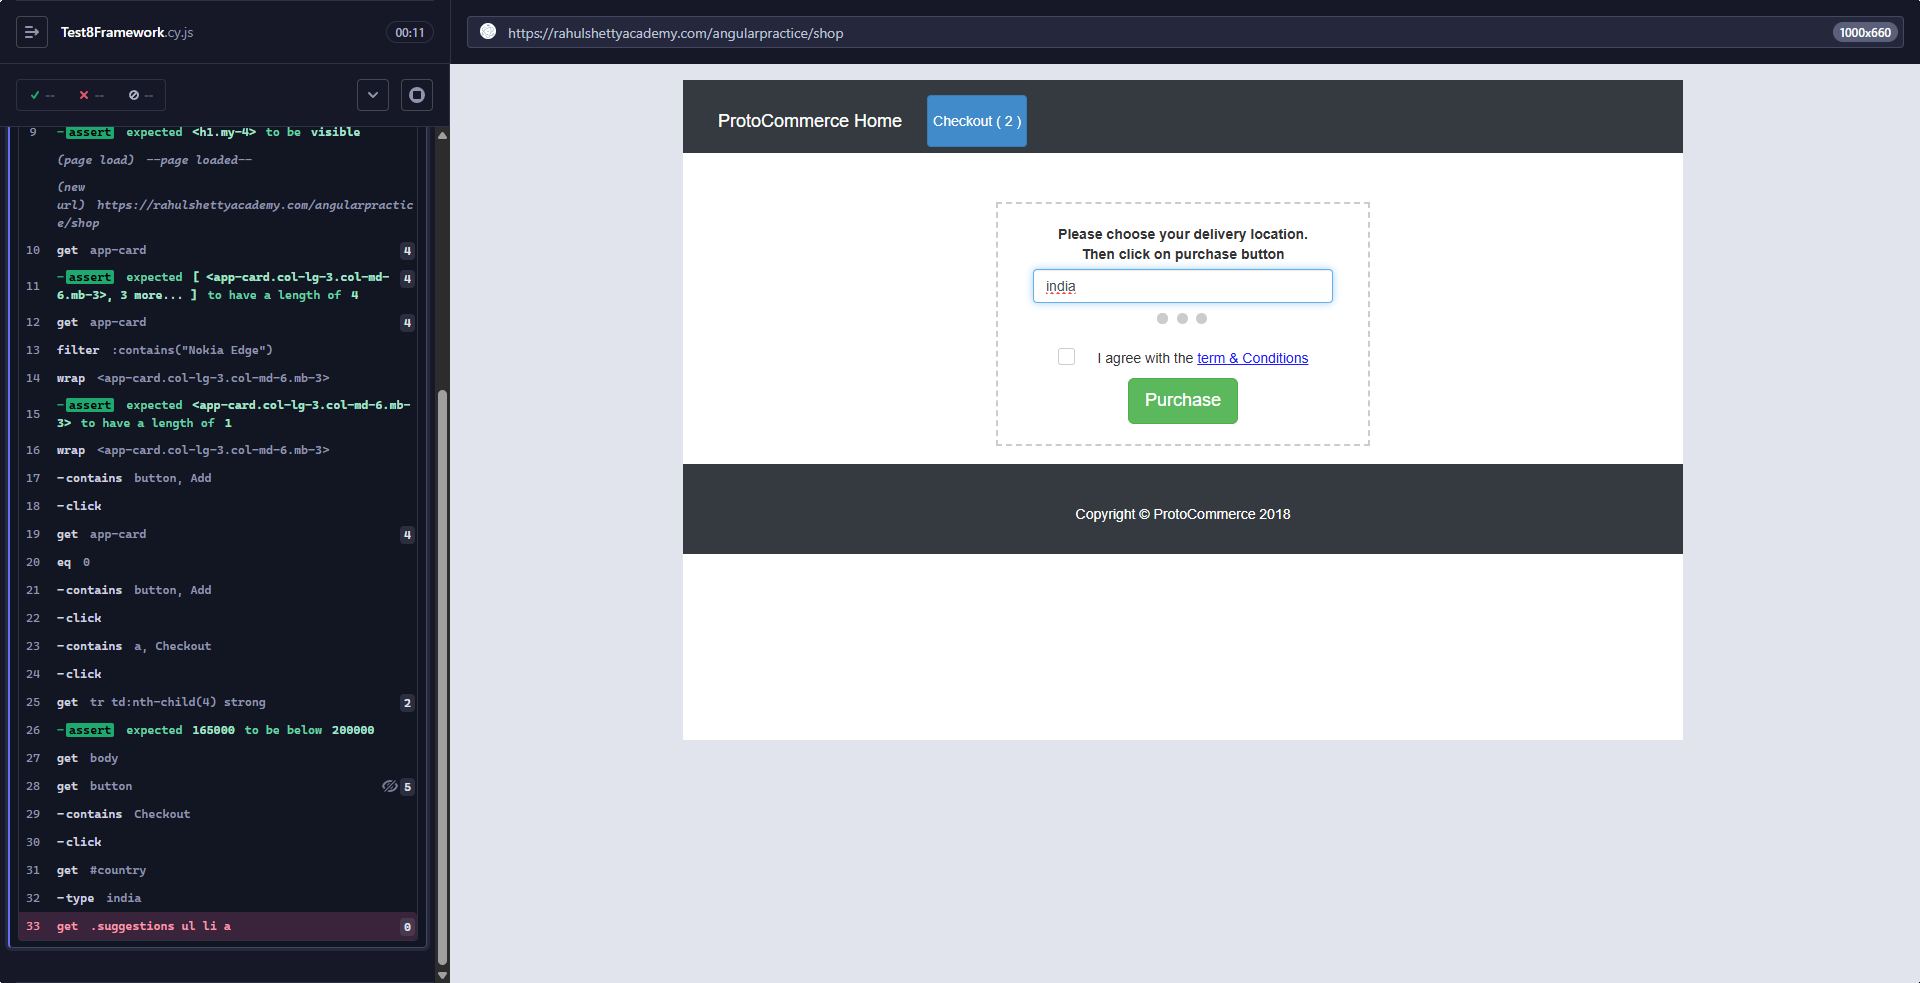 Test8Framework.cy.js
00:11
https://rahulshettyacademy.com/angularpractice/shop
1000x660
-- -- --
9 -assert expected <h1.my-4> to be visible
(page load) --page loaded--
(new
url) https://rahulshettyacademy.com/angularpractic
e/shop
10 get app-card 4
11 -assert expected [ <app-card.col-lg-3.col-md-
6.mb-3>, 3 more... ] to have a length of 4 4
12 get app-card 4
13 filter :contains("Nokia Edge")
14 wrap <app-card.col-lg-3.col-md-6.mb-3>
15 -assert expected <app-card.col-lg-3.col-md-6.mb-
3> to have a length of 1
16 wrap <app-card.col-lg-3.col-md-6.mb-3>
17 -contains button, Add
18 -click
19 get app-card 4
20 eq 0
21 -contains button, Add
22 -click
23 -contains a, Checkout
24 -click
25 get tr td:nth-child(4) strong 2
26 -assert expected 165000 to be below 200000
27 get body
28 get button 5
29 -contains Checkout
30 -click
31 get #country
32 -type india
33 get .suggestions ul li a 0
ProtoCommerce Home
Checkout ( 2 )
Please choose your delivery location.
Then click on purchase button
india
I agree with the term & Conditions
Purchase
Copyright © ProtoCommerce 2018